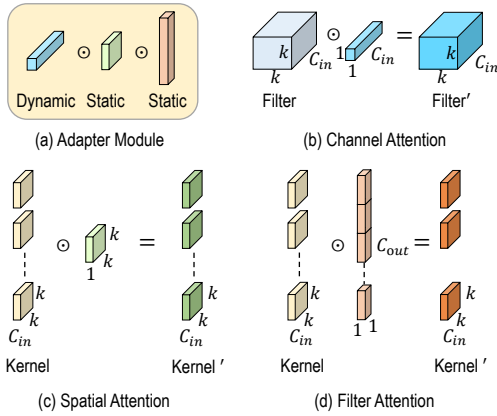 ⊙ ⊙
Dynamic Static Static
(a) Adapter Module
k k C_in ⊙ 1 1 C_in = k k C_in
Filter Filter′
(b) Channel Attention
⊙ k k 1 =
k k C_in k k C_in
Kernel Kernel ′
(c) Spatial Attention
⊙ C_out =
k k C_in 1 1 k k C_in
Kernel Kernel ′
(d) Filter Attention